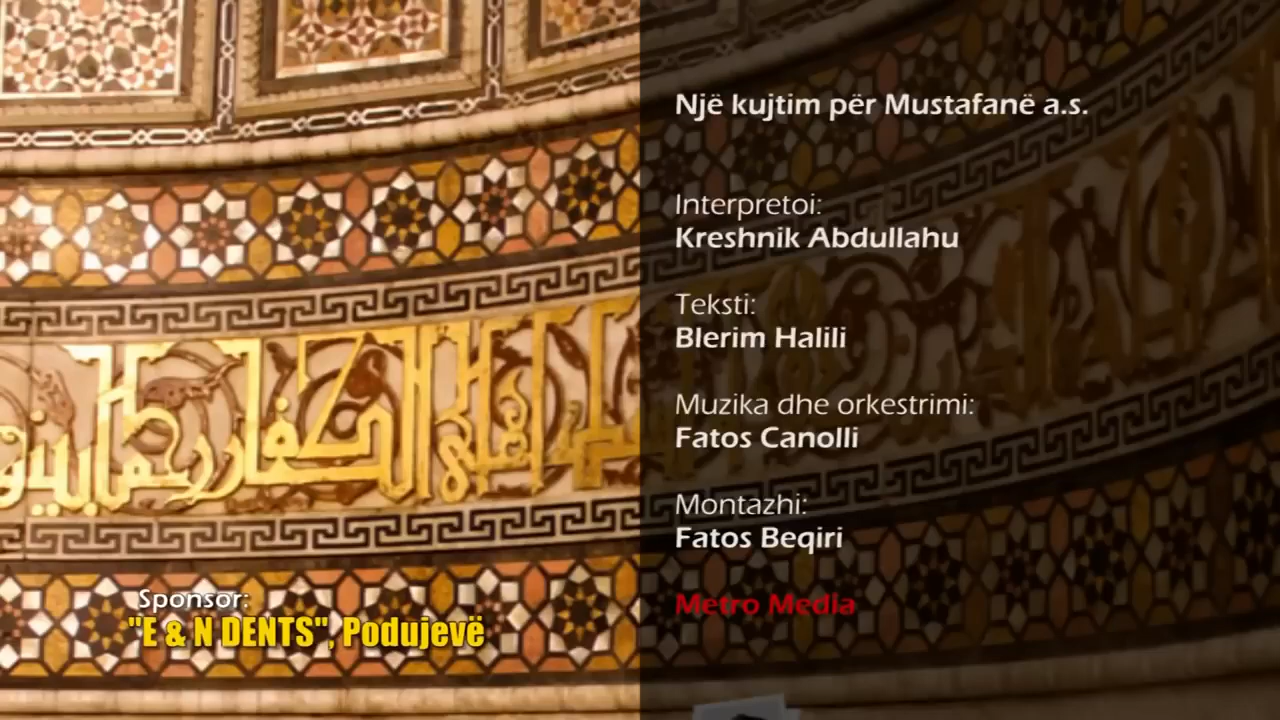 Një kujtim për Mustafanë a.s.
Interpretoi:
Kreshnik Abdullahu
Teksti:
Blerim Halili
Muzika dhe orkestrimi:
Fatos Canolli
Montazhi:
Fatos Beqiri
Metro Media
Sponsor:
"E & N DENTS", Podujevë